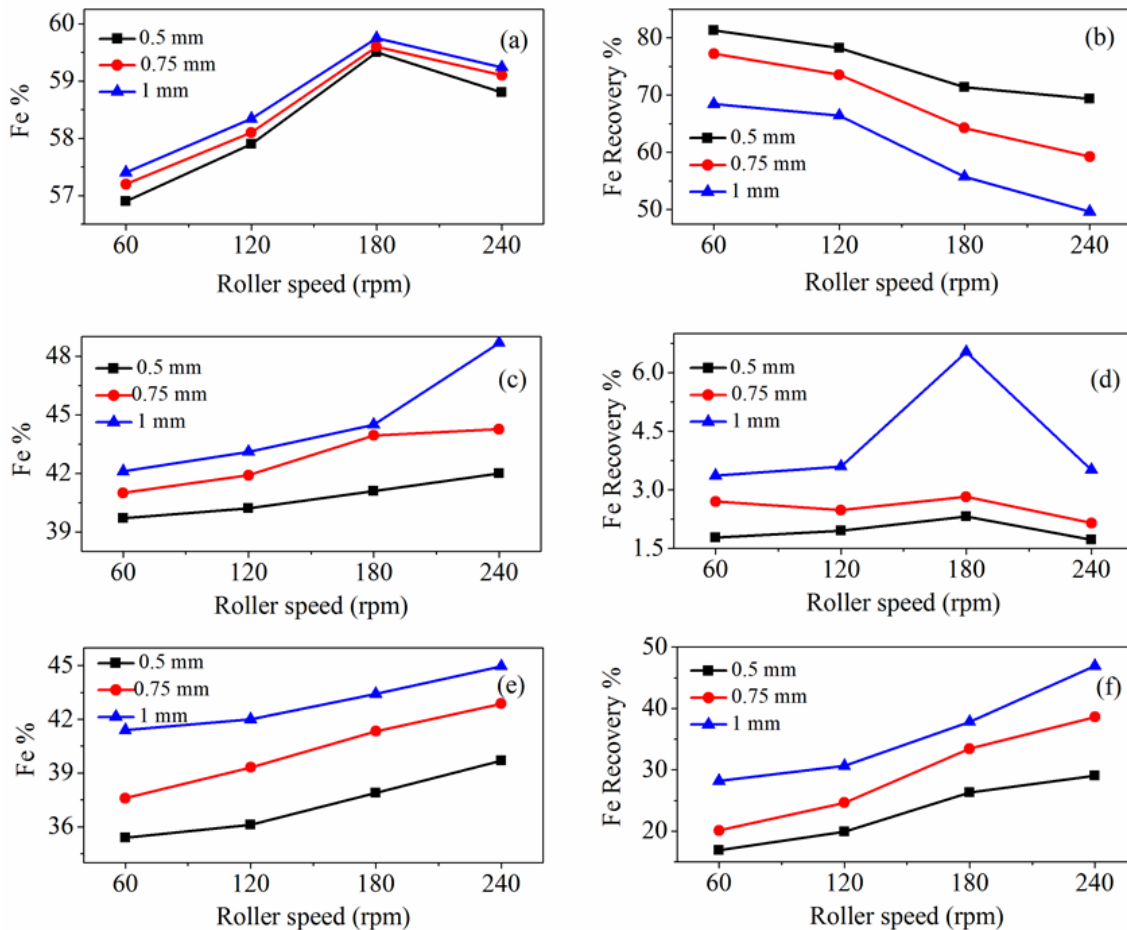 (a)
60
59
58
57
Fe %
0.5 mm
0.75 mm
1 mm
60 120 180 240
Roller speed (rpm)
(b)
80
70
60
50
Fe Recovery %
0.5 mm
0.75 mm
1 mm
60 120 180 240
Roller speed (rpm)
(c)
48
45
42
39
Fe %
0.5 mm
0.75 mm
1 mm
60 120 180 240
Roller speed (rpm)
(d)
6.0
4.5
3.0
1.5
Fe Recovery %
0.5 mm
0.75 mm
1 mm
60 120 180 240
Roller speed (rpm)
(e)
45
42
39
36
Fe %
0.5 mm
0.75 mm
1 mm
60 120 180 240
Roller speed (rpm)
(f)
50
40
30
20
Fe Recovery %
0.5 mm
0.75 mm
1 mm
60 120 180 240
Roller speed (rpm)